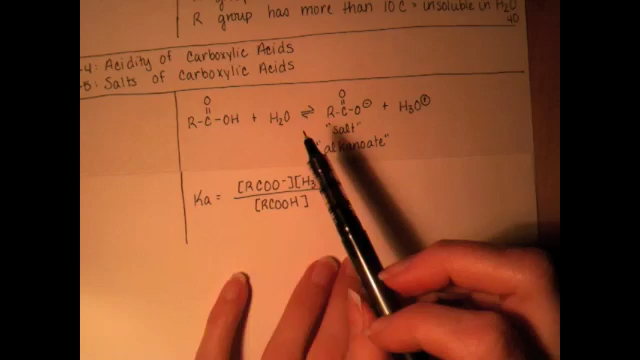 R group has more than 10 C = insoluble in H2O
40
-4: Acidity of Carboxylic Acids
-5: Salts of Carboxylic Acids
O O
R-C-OH + H2O ⇌ R-C-O⊖ + H3O⊕
"salt"
"alkanoate"
Ka = [RCOO-][H3
[RCOOH]